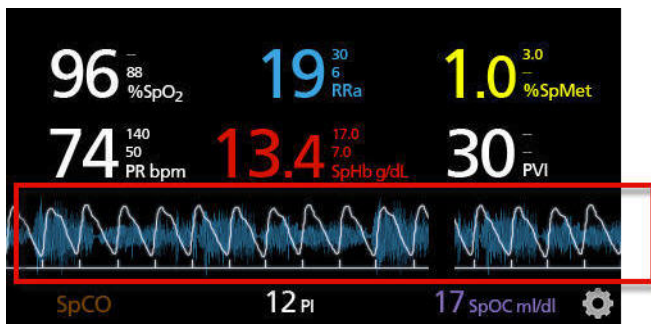 96 – 88 %SpO₂
19 30 6 RRa
1.0 3.0 – %SpMet
74 140 50 PR bpm
13.4 17.0 7.0 SpHb g/dL
30 – – PVI
SpCO
12 PI
17 SpOC ml/dl